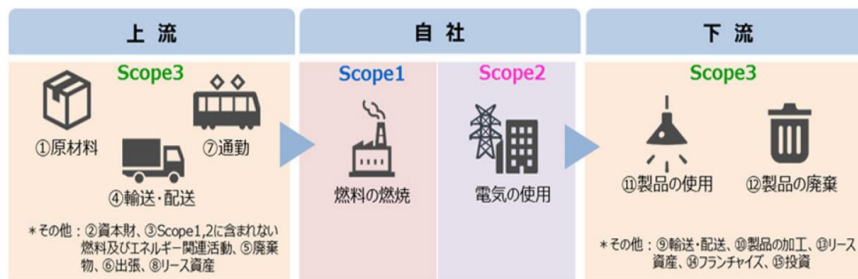 上流
自社
下流
Scope3
①原材料
⑦通勤
④輸送・配送
*その他：②資本財、③Scope1,2に含まれない
燃料及びエネルギー関連活動、⑤廃棄
物、⑥出張、⑧リース資産
Scope1
燃料の燃焼
Scope2
電気の使用
Scope3
⑪製品の使用
⑫製品の廃棄
*その他：⑨輸送・配送、⑩製品の加工、⑬リース
資産、⑭フランチャイズ、⑮投資